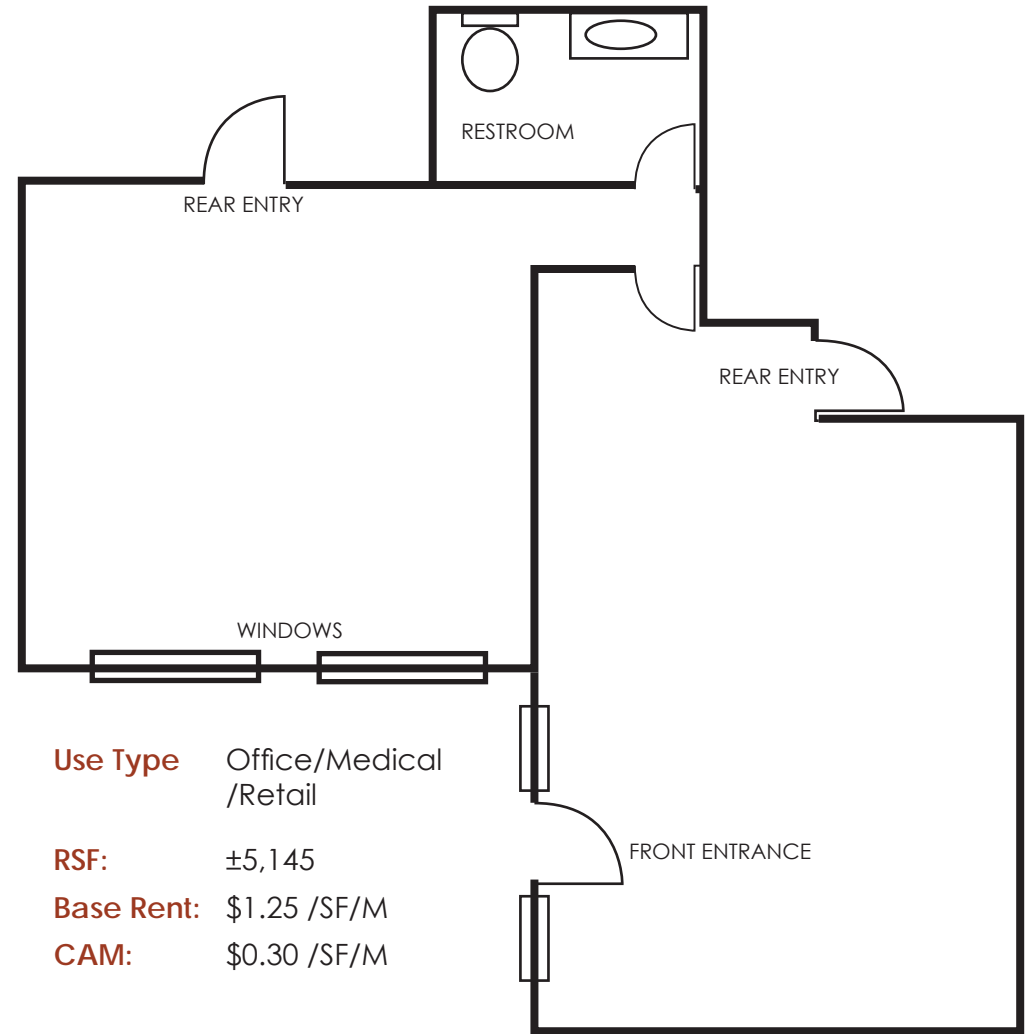 RESTROOM
REAR ENTRY
REAR ENTRY
WINDOWS
Use Type Office/Medical
/Retail
RSF: ±5,145
Base Rent: $1.25 /SF/M
CAM: $0.30 /SF/M
FRONT ENTRANCE